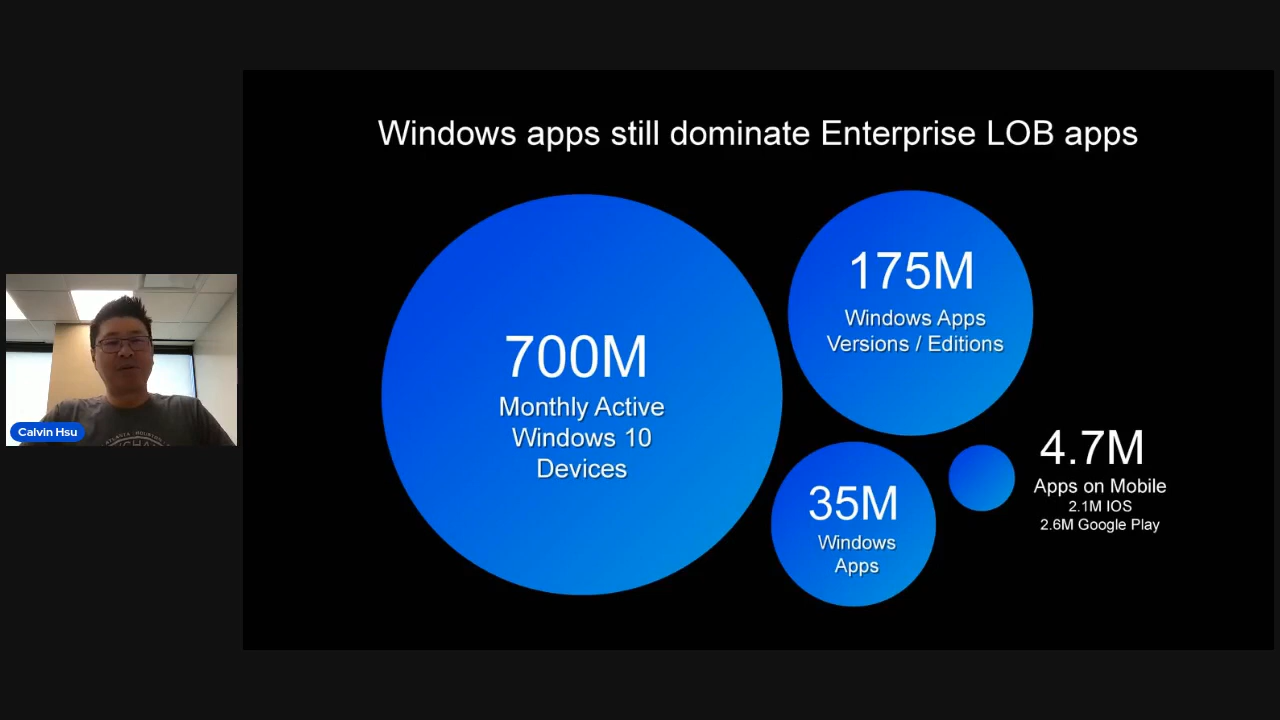 Windows apps still dominate Enterprise LOB apps
700M
Monthly Active
Windows 10
Devices
175M
Windows Apps
Versions / Editions
35M
Windows
Apps
4.7M
Apps on Mobile
2.1M IOS
2.6M Google Play
Calvin Hsu